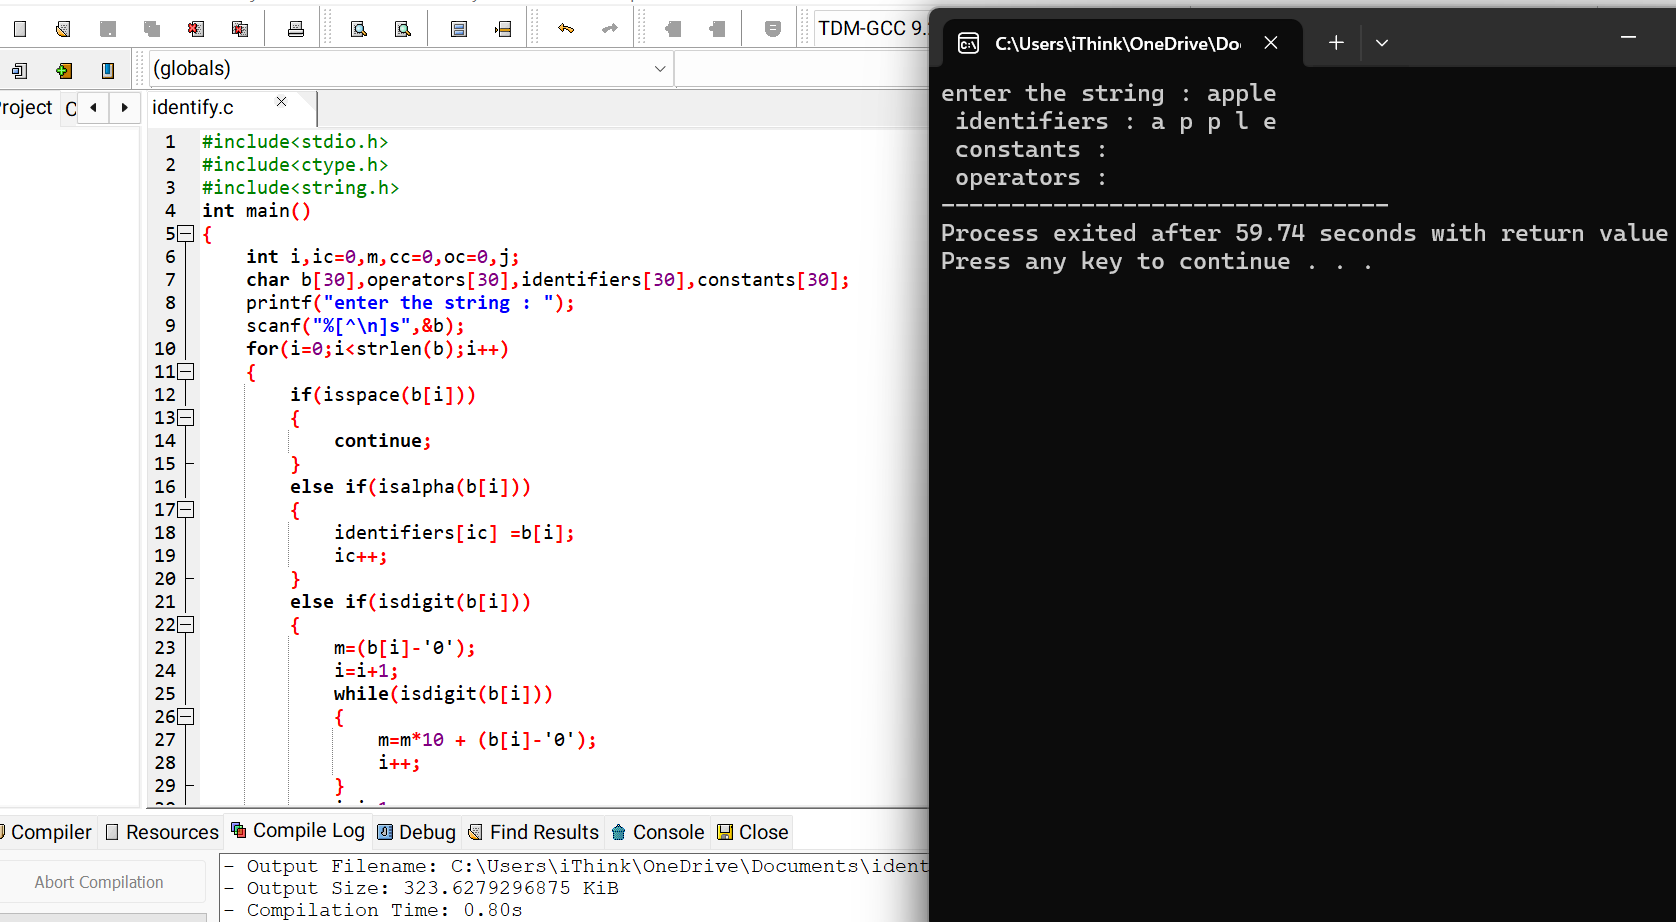 TDM-GCC 9.
(globals)
roject
identify.c
1 #include<stdio.h>
2 #include<ctype.h>
3 #include<string.h>
4 int main()
5 {
6 int i,ic=0,m,cc=0,oc=0,j;
7 char b[30],operators[30],identifiers[30],constants[30];
8 printf("enter the string : ");
9 scanf("%[^\n]s",&b);
10 for(i=0;i<strlen(b);i++)
11 {
12 if(isspace(b[i]))
13 {
14 continue;
15 }
16 else if(isalpha(b[i]))
17 {
18 identifiers[ic] =b[i];
19 ic++;
20 }
21 else if(isdigit(b[i]))
22 {
23 m=(b[i]-'0');
24 i=i+1;
25 while(isdigit(b[i]))
26 {
27 m=m*10 + (b[i]-'0');
28 i++;
29 }
Compiler Resources Compile Log Debug Find Results Console Close
Abort Compilation
- Output Filename: C:\Users\iThink\OneDrive\Documents\ident
- Output Size: 323.6279296875 KiB
- Compilation Time: 0.80s
C:\Users\iThink\OneDrive\Do
enter the string : apple
identifiers : a p p l e
constants :
operators :
--------------------------------
Process exited after 59.74 seconds with return value
Press any key to continue . . .